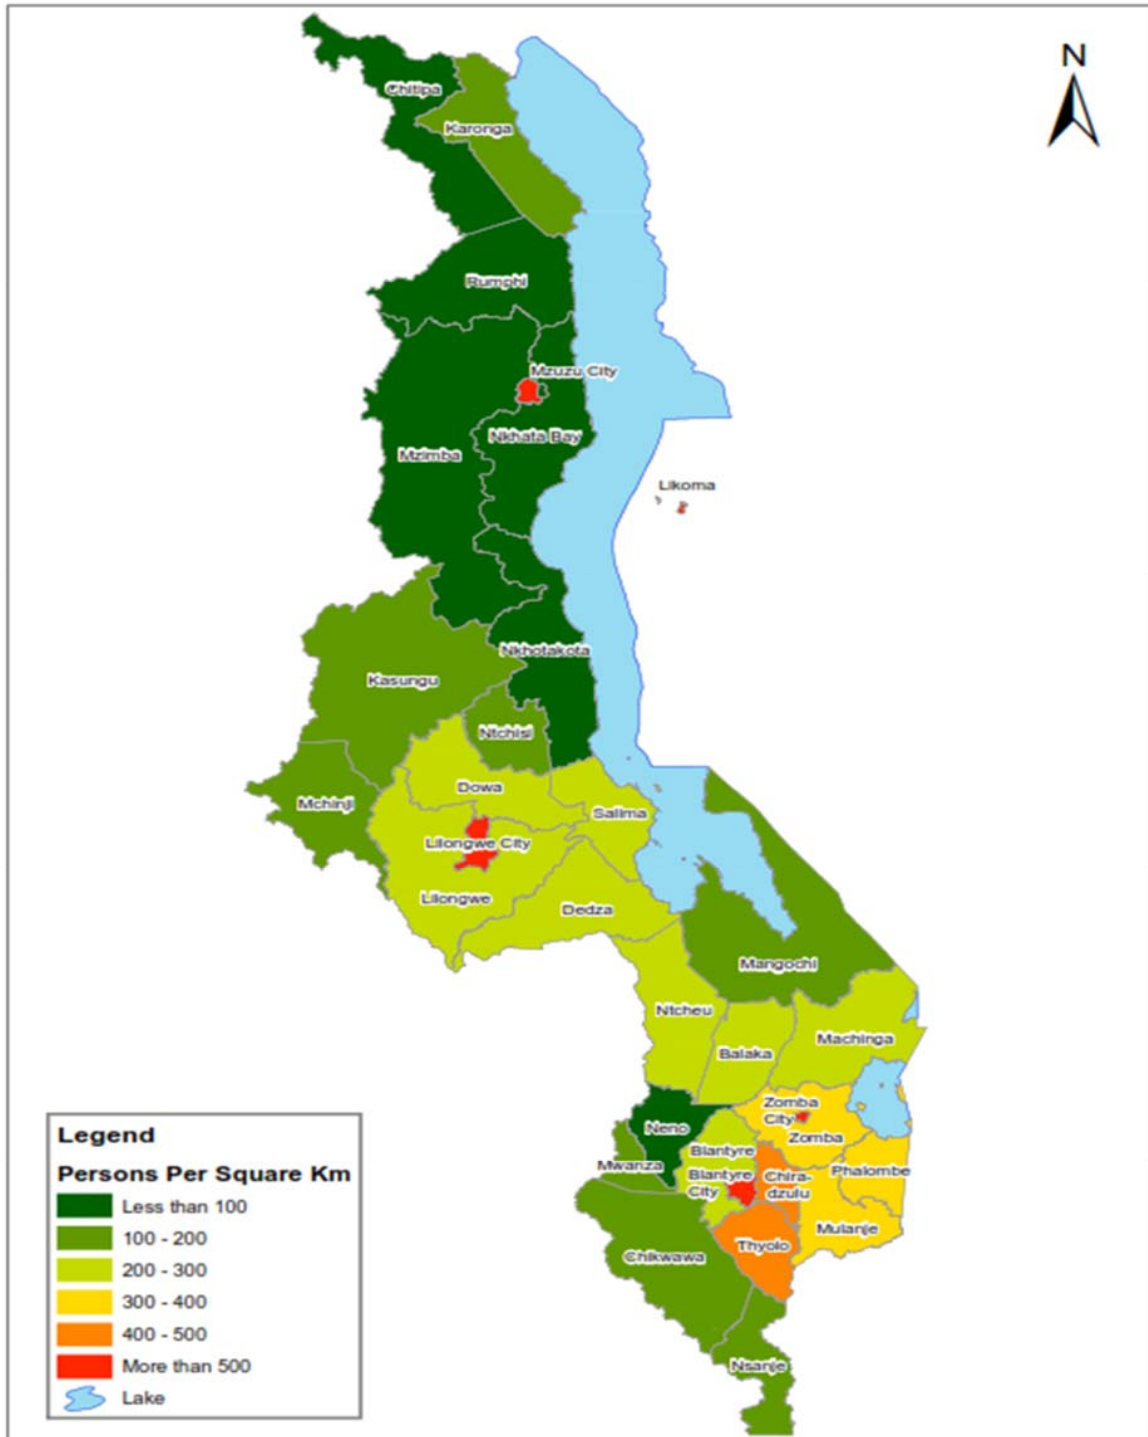 N
Chitipa
Karonga
Rumphi
Mzuzu City
Nkhata Bay
Mzimba
Likoma
Nkhotakota
Kasungu
Ntchisi
Dowa
Mchinji
Salima
Lilongwe City
Lilongwe
Dedza
Mangochi
Ntcheu
Machinga
Balaka
Zomba
City
Neno
Zomba
Blantyre
Mwanza
Phalombe
Blantyre
City
Chira-
dzulu
Mulanje
Thyolo
Chikwawa
Nsanje
Legend
Persons Per Square Km
Less than 100
100 - 200
200 - 300
300 - 400
400 - 500
More than 500
Lake